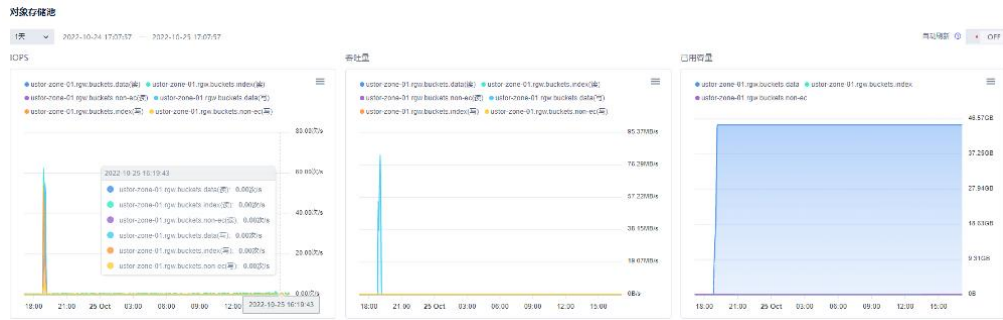 对象存储池
1天 2022-10-24 17:07:57 — 2022-10-25 17:07:57 自动刷新 OFF
IOPS
ustor-zone-01.rgw.buckets.data(读) ustor-zone-01.rgw.buckets.index(读)
ustor-zone-01.rgw.buckets.non-ec(读) ustor-zone-01.rgw.buckets.data(写)
ustor-zone-01.rgw.buckets.index(写) ustor-zone-01.rgw.buckets.non-ec(写)
80.00次/s
60.00次/s
40.00次/s
20.00次/s
0.00次/s
2022-10-25 16:19:43
ustor-zone-01.rgw.buckets.data(读): 0.00次/s
ustor-zone-01.rgw.buckets.index(读): 0.00次/s
ustor-zone-01.rgw.buckets.non-ec(读): 0.00次/s
ustor-zone-01.rgw.buckets.data(写): 0.00次/s
ustor-zone-01.rgw.buckets.index(写): 0.00次/s
ustor-zone-01.rgw.buckets.non-ec(写): 0.00次/s
18:00 21:00 25 Oct 03:00 06:00 09:00 12:00 2022-10-25 16:19:43
吞吐量
ustor-zone-01.rgw.buckets.data(读) ustor-zone-01.rgw.buckets.index(读)
ustor-zone-01.rgw.buckets.non-ec(读) ustor-zone-01.rgw.buckets.data(写)
ustor-zone-01.rgw.buckets.index(写) ustor-zone-01.rgw.buckets.non-ec(写)
95.37MB/s
76.29MB/s
57.22MB/s
38.15MB/s
19.07MB/s
0B/s
18:00 21:00 25 Oct 03:00 06:00 09:00 12:00 15:00
已用容量
ustor-zone-01.rgw.buckets.data ustor-zone-01.rgw.buckets.index
ustor-zone-01.rgw.buckets.non-ec
46.57GB
37.25GB
27.94GB
18.63GB
9.31GB
0B
18:00 21:00 25 Oct 03:00 06:00 09:00 12:00 15:00